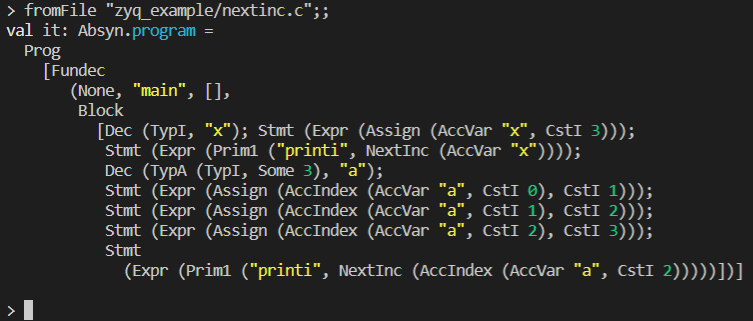 > fromFile "zyq_example/nextinc.c";;
val it: Absyn.program =
  Prog
    [Fundec
       (None, "main", [],
        Block
          [Dec (TypI, "x"); Stmt (Expr (Assign (AccVar "x", CstI 3)));
           Stmt (Expr (Prim1 ("printi", NextInc (AccVar "x"))));
           Dec (TypA (TypI, Some 3), "a");
           Stmt (Expr (Assign (AccIndex (AccVar "a", CstI 0), CstI 1)));
           Stmt (Expr (Assign (AccIndex (AccVar "a", CstI 1), CstI 2)));
           Stmt (Expr (Assign (AccIndex (AccVar "a", CstI 2), CstI 3)));
           Stmt
             (Expr (Prim1 ("printi", NextInc (AccIndex (AccVar "a", CstI 2)))))])]
>